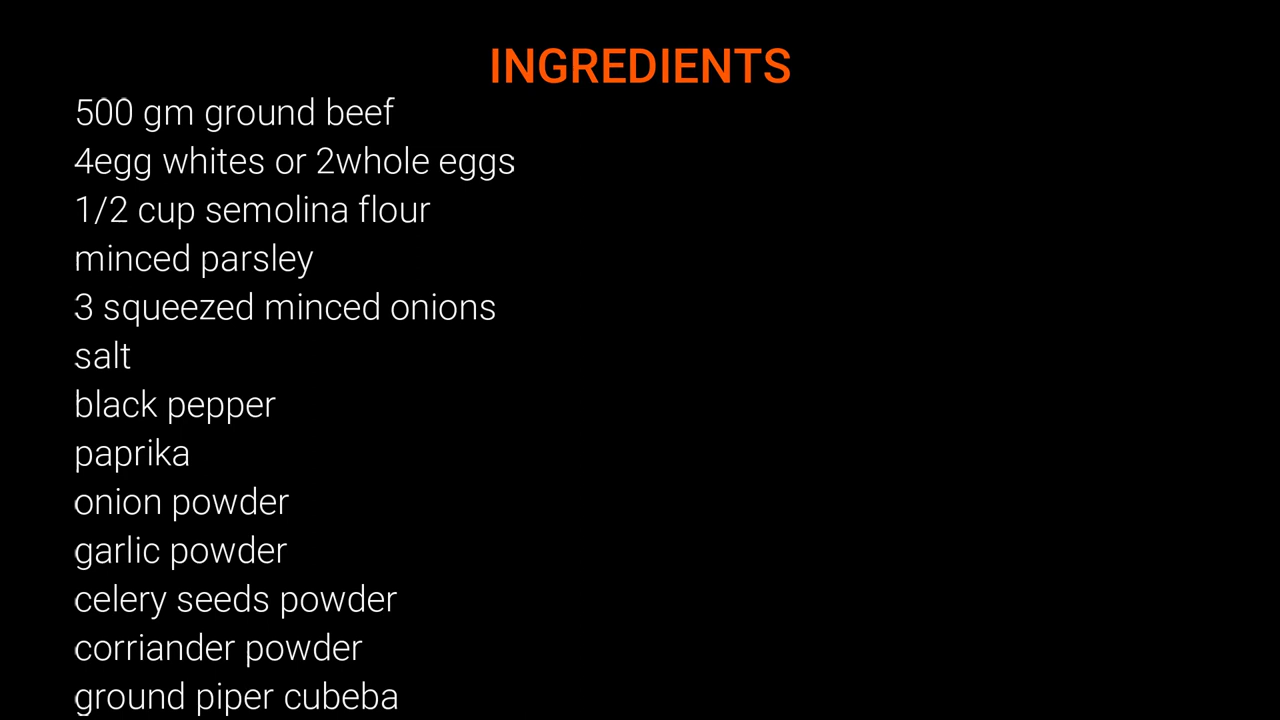 INGREDIENTS
500 gm ground beef
4egg whites or 2whole eggs
1/2 cup semolina flour
minced parsley
3 squeezed minced onions
salt
black pepper
paprika
onion powder
garlic powder
celery seeds powder
corriander powder
ground piper cubeba